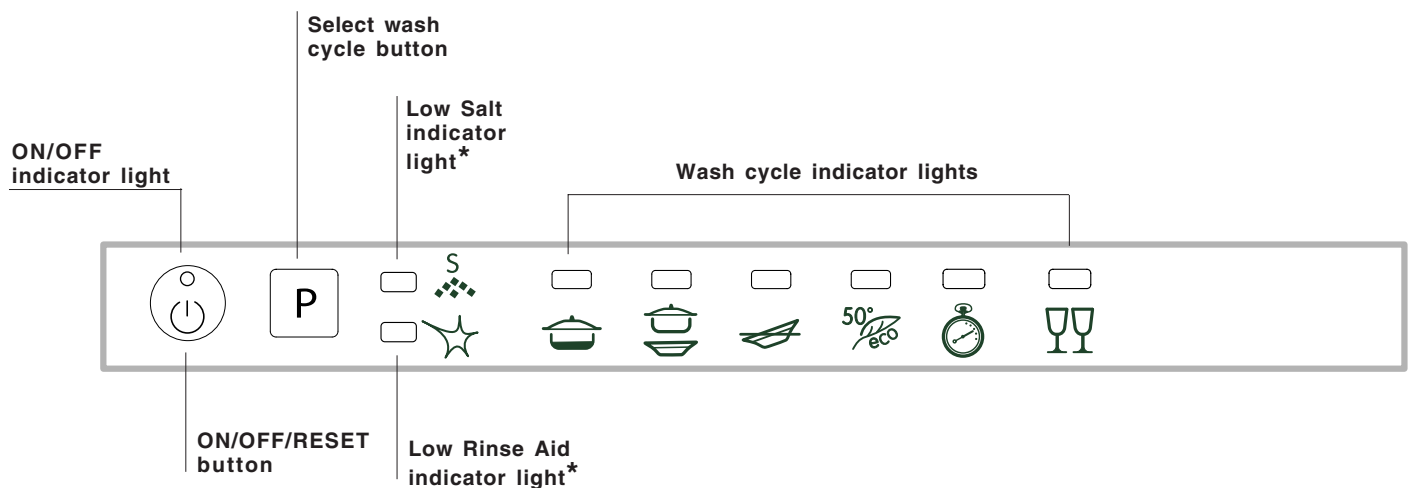 Select wash
cycle button
Low Salt
indicator
light*
ON/OFF
indicator light
Wash cycle indicator lights
S
P
50°
eco
ON/OFF/RESET
button
Low Rinse Aid
indicator light*